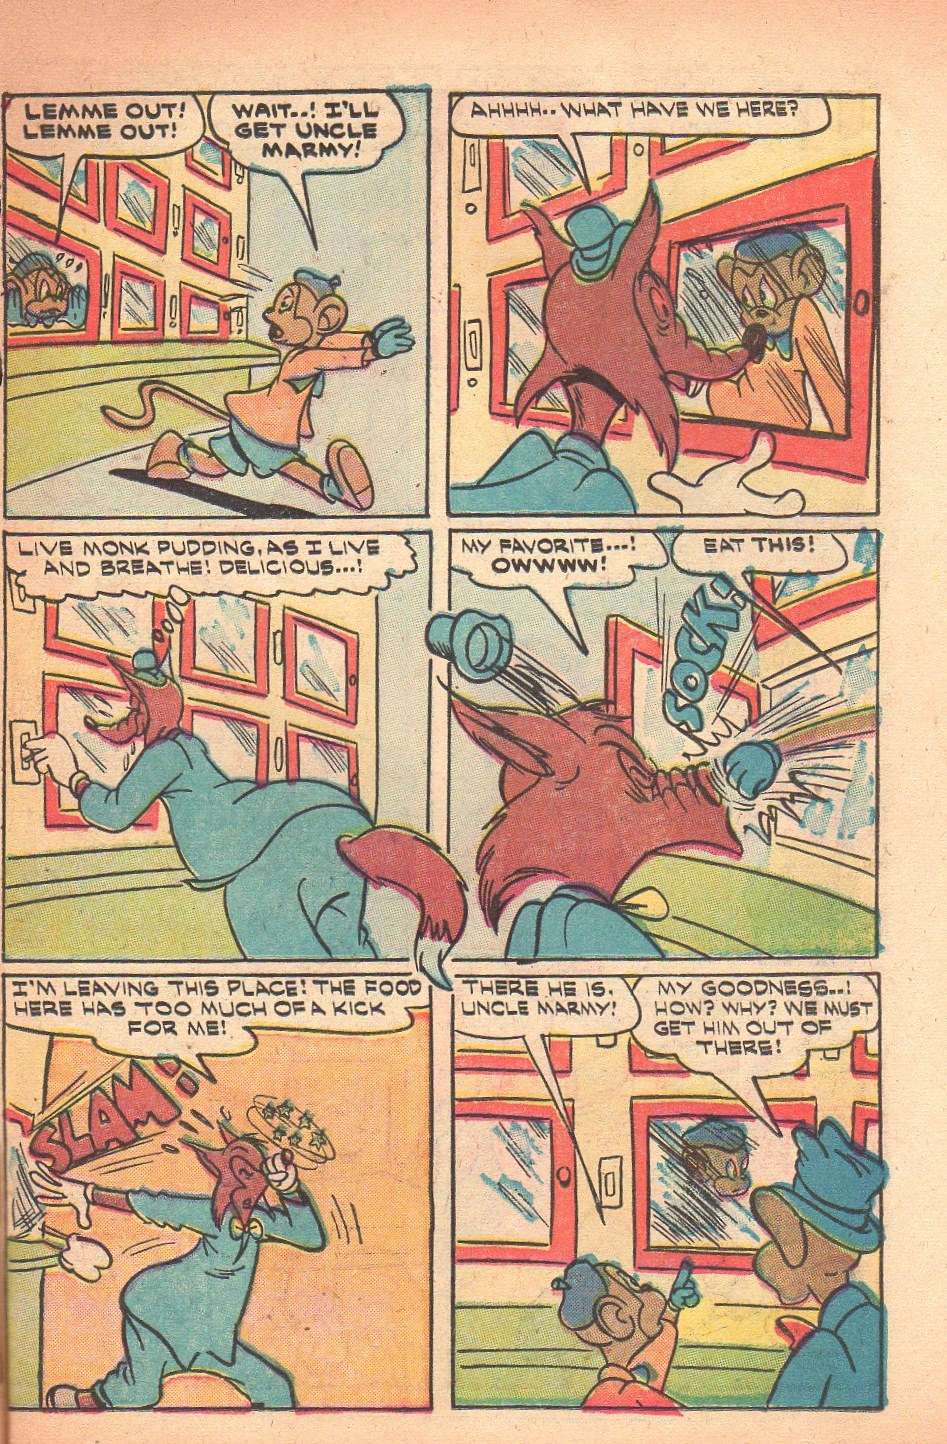 LEMME OUT!
LEMME OUT!
WAIT..! I'LL
GET UNCLE
MARMY!
AHHHH.. WHAT HAVE WE HERE?
LIVE MONK PUDDING, AS I LIVE
AND BREATHE! DELICIOUS...!
MY FAVORITE...!
OWWWW!
EAT THIS!
SOCK!
I'M LEAVING THIS PLACE! THE FOOD
HERE HAS TOO MUCH OF A KICK
FOR ME!
SLAM!
THERE HE IS,
UNCLE MARMY!
MY GOODNESS..!
HOW? WHY? WE MUST
GET HIM OUT OF
THERE!